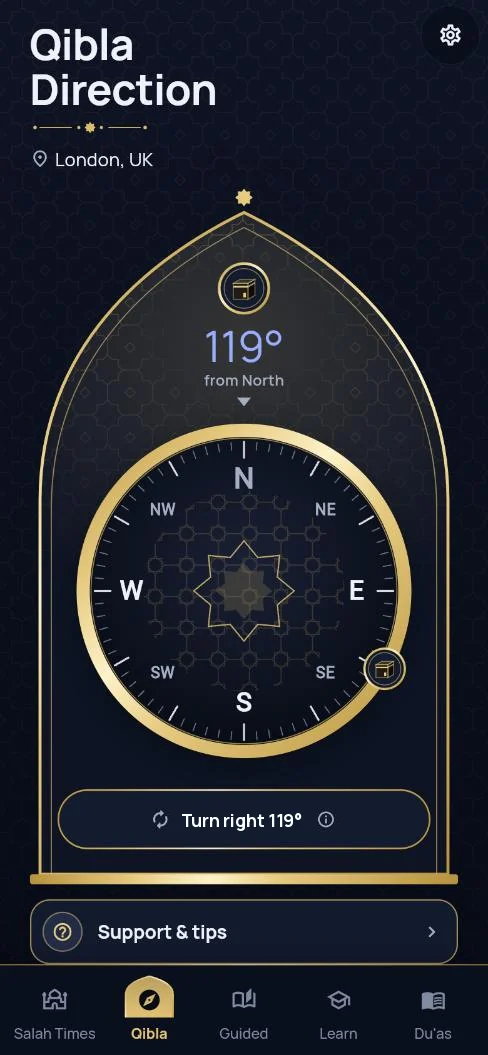 Qibla
Direction
London, UK
119°
from North
N
NW
NE
W
E
SW
SE
S
Turn right 119°
Support & tips
Salah Times
Qibla
Guided
Learn
Du'as